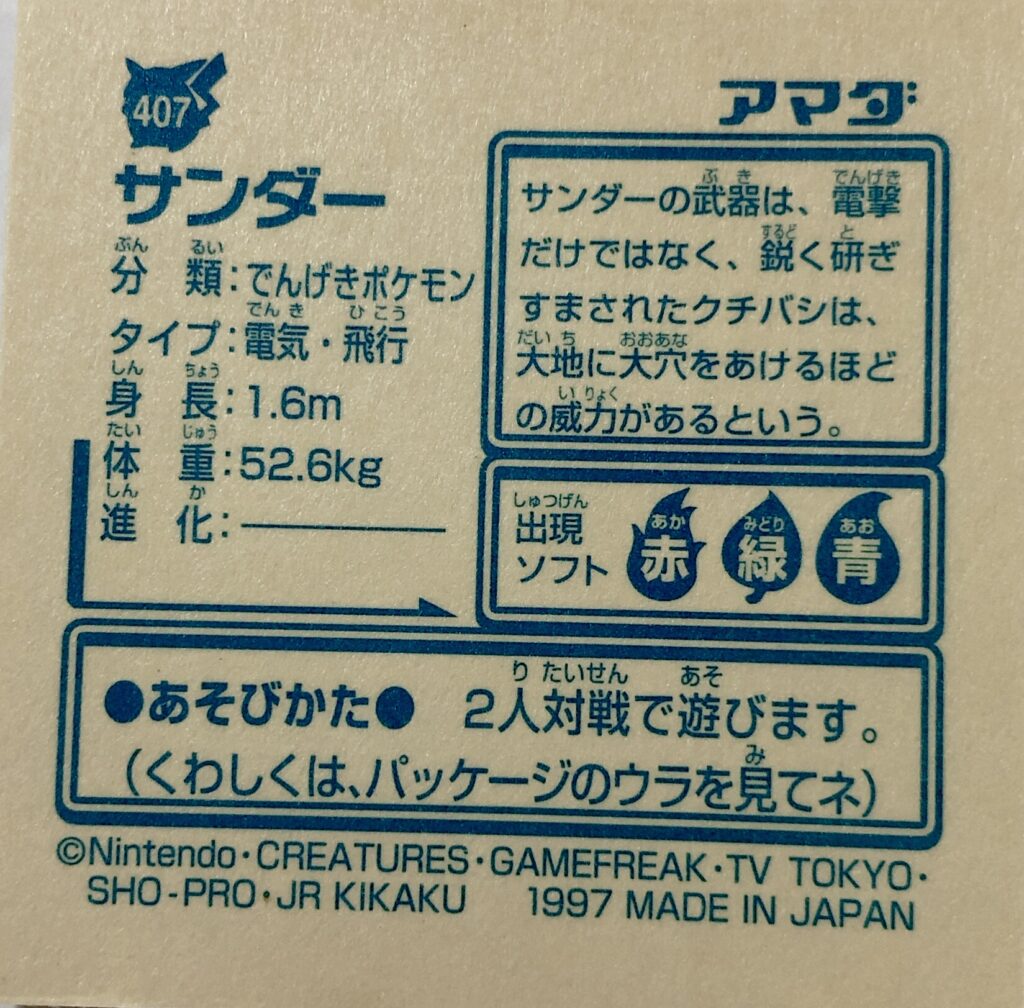 407
アマダ
サンダー
分類:でんげきポケモン
タイプ:電気・飛行
身長:1.6m
体重:52.6kg
進化:————
サンダーの武器は、電撃
だけではなく、鋭く研ぎ
すまされたクチバシは、
大地に大穴をあけるほど
の威力があるという。
出現
ソフト
赤 緑 青
●あそびかた● 2人対戦で遊びます。
(くわしくは、パッケージのウラを見てネ)
©Nintendo・CREATURES・GAMEFREAK・TV TOKYO・
SHO-PRO・JR KIKAKU 1997 MADE IN JAPAN